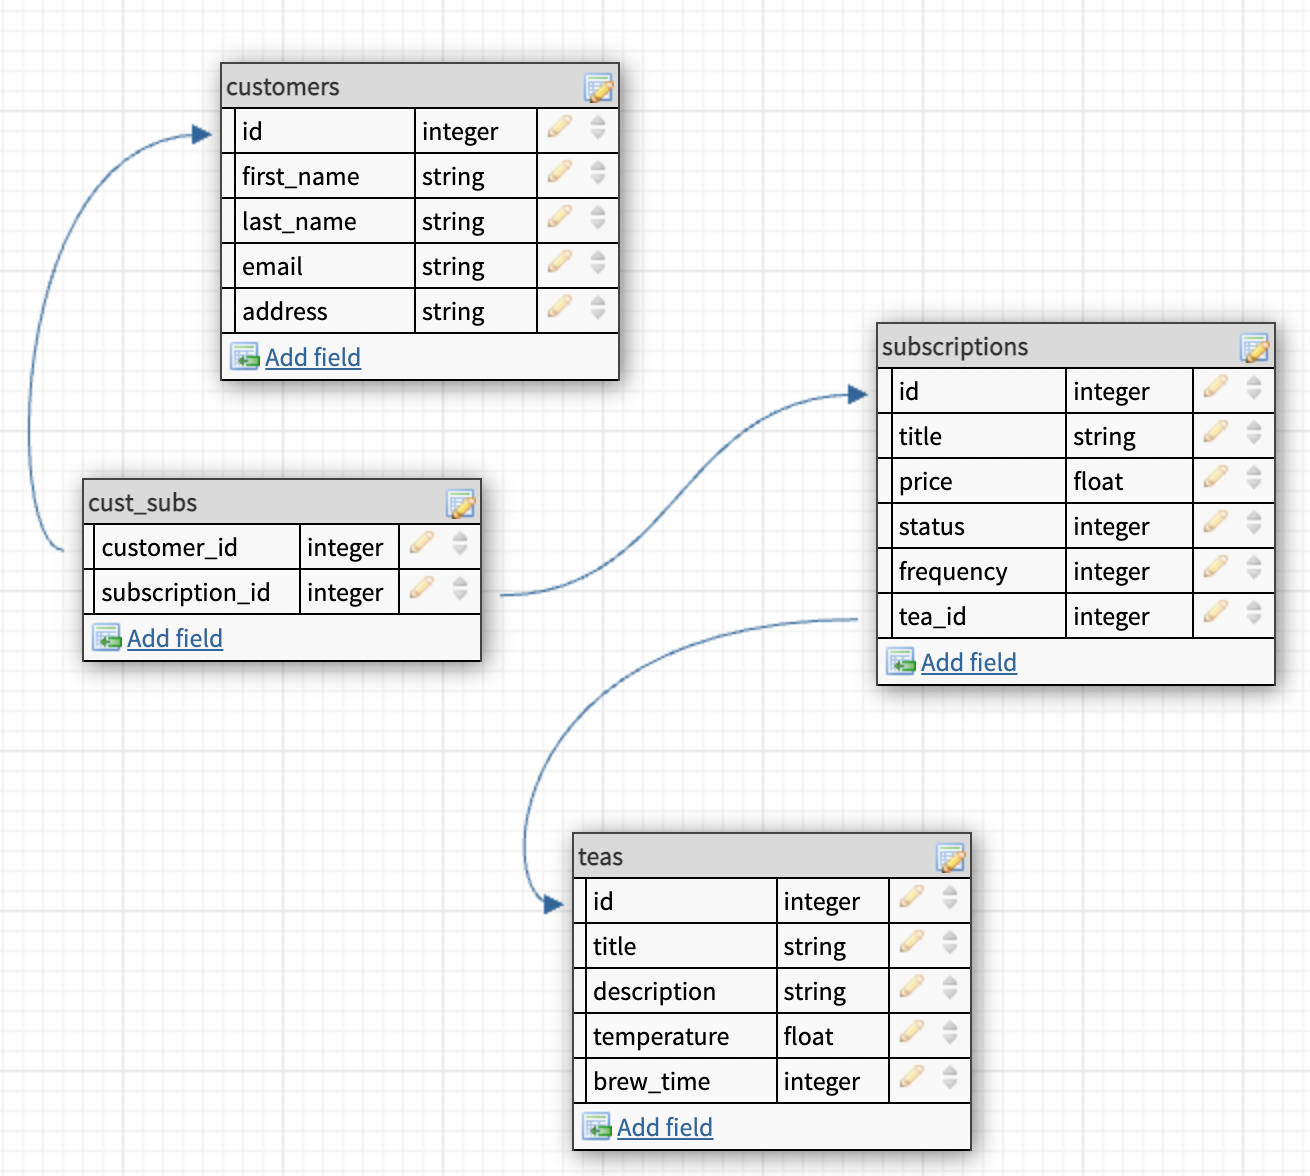 customers
id integer
first_name string
last_name string
email string
address string
Add field
subscriptions
id integer
title string
price float
status integer
frequency integer
tea_id integer
Add field
cust_subs
customer_id integer
subscription_id integer
Add field
teas
id integer
title string
description string
temperature float
brew_time integer
Add field